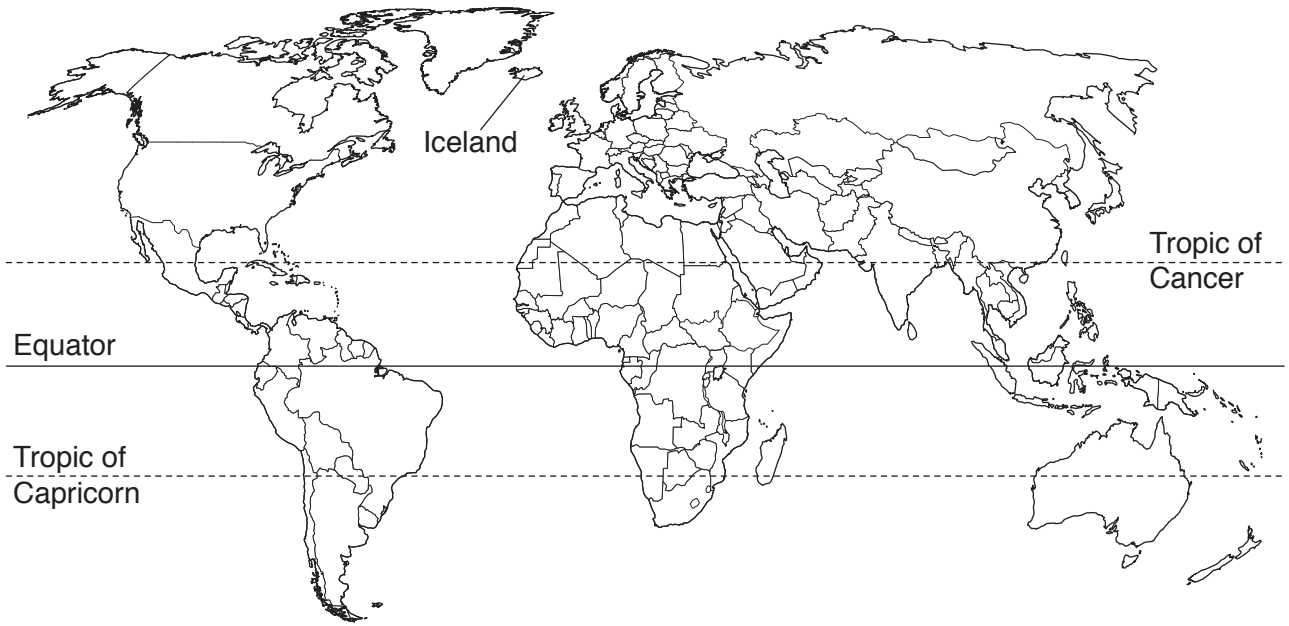 Iceland
Tropic of
Cancer
Equator
Tropic of
Capricorn